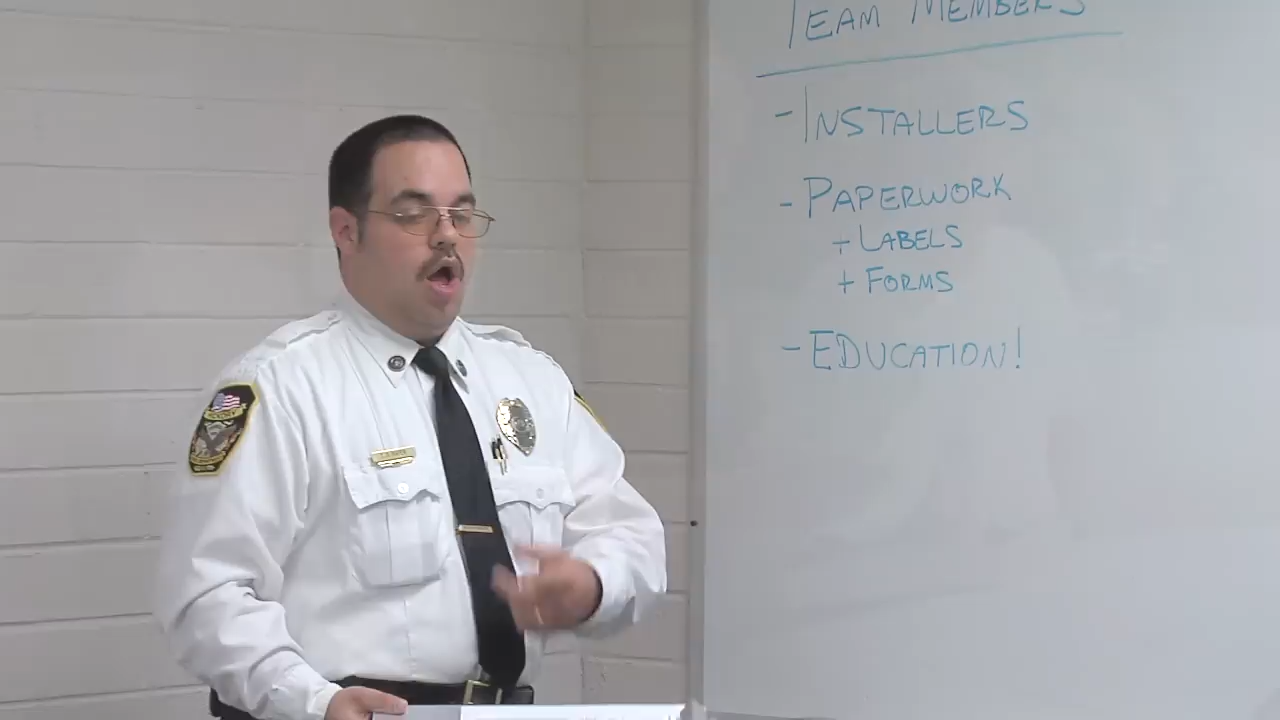 TEAM MEMBERS
- INSTALLERS
- PAPERWORK
+ LABELS
+ FORMS
- EDUCATION!